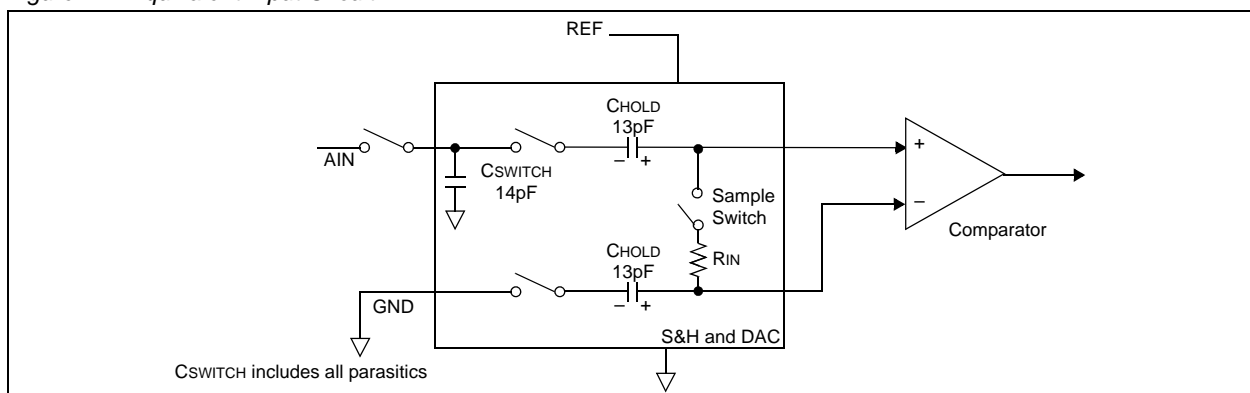 REF
CHOLD
13pF
AIN
CSWITCH
14pF
+
− +
Sample
Switch
−
Comparator
CHOLD
13pF
RIN
− +
GND
S&H and DAC
CSWITCH includes all parasitics